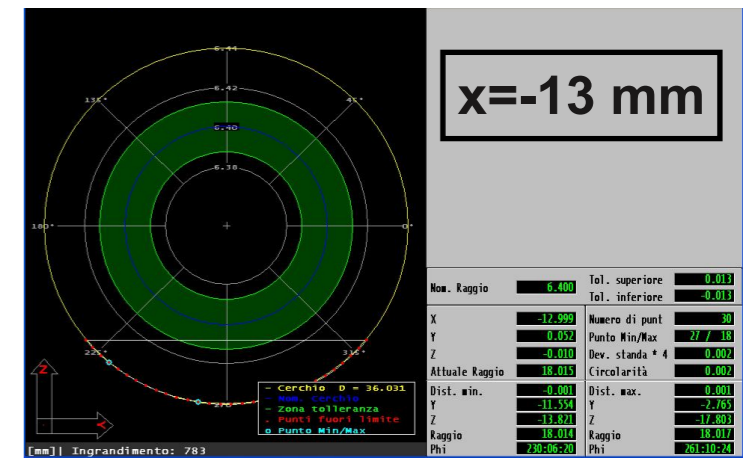 6.44
6.42
6.40
6.38
135°
45°
180°
0°
225°
315°
270°
Z
Y
– Cerchio D = 36.031
– Nom. Cerchio
– Zona tolleranza
. Punti fuori limite
o Punto Min/Max
[mm]| Ingrandimento: 783
x=-13 mm
Nom. Raggio 6.400
Tol. superiore 0.013
Tol. inferiore -0.013
X -12.999
Y 0.052
Z -0.010
Attuale Raggio 18.015
Numero di punt 30
Punto Min/Max 27 / 18
Dev. standa * 4 0.002
Circolarità 0.002
Dist. min. -0.001
Y -11.554
Z -13.821
Raggio 18.014
Phi 230:06:20
Dist. max. 0.001
Y -2.765
Z -17.803
Raggio 18.017
Phi 261:10:24